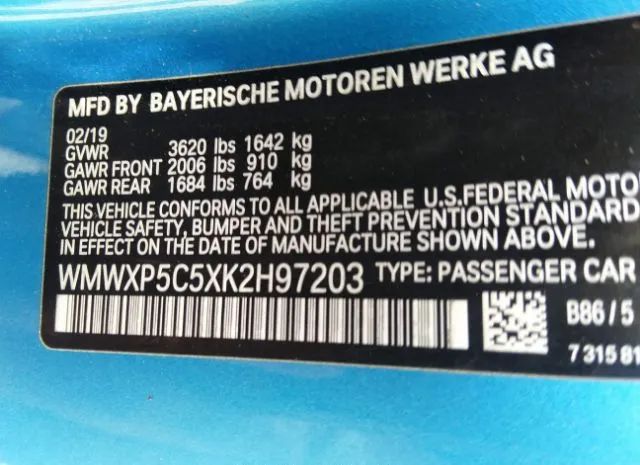 MFD BY BAYERISCHE MOTOREN WERKE AG
02/19
GVWR 3620 lbs 1642 kg
GAWR FRONT 2006 lbs 910 kg
GAWR REAR 1684 lbs 764 kg
THIS VEHICLE CONFORMS TO ALL APPLICABLE U.S.FEDERAL MOTO
VEHICLE SAFETY, BUMPER AND THEFT PREVENTION STANDARD
IN EFFECT ON THE DATE OF MANUFACTURE SHOWN ABOVE.
WMWXP5C5XK2H97203 TYPE: PASSENGER CAR
B86/5
7 315 81